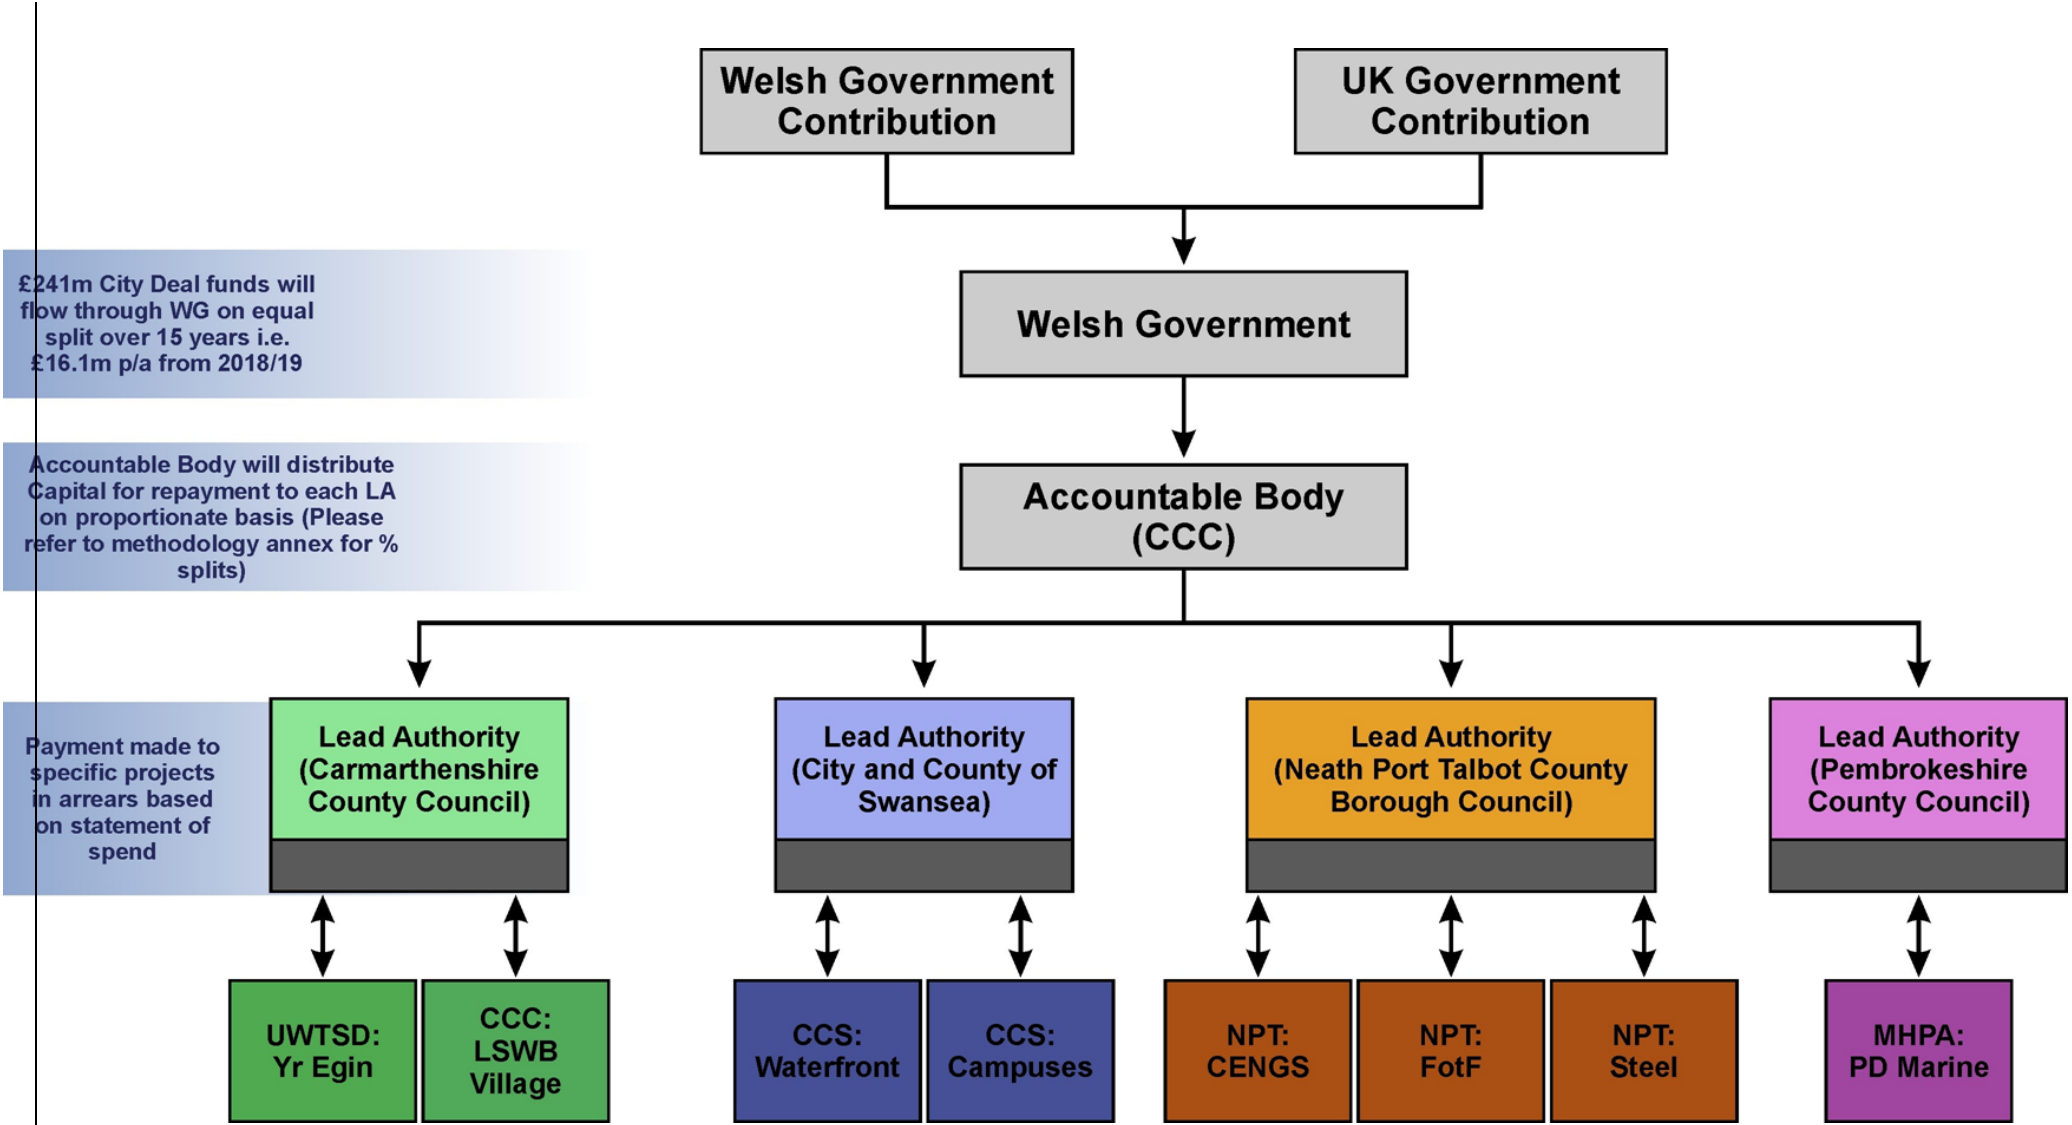 Welsh Government
Contribution
UK Government
Contribution
£241m City Deal funds will
flow through WG on equal
split over 15 years i.e.
£16.1m p/a from 2018/19
Welsh Government
Accountable Body will distribute
Capital for repayment to each LA
on proportionate basis (Please
refer to methodology annex for %
splits)
Accountable Body
(CCC)
Payment made to
specific projects
in arrears based
on statement of
spend
Lead Authority
(Carmarthenshire
County Council)
Lead Authority
(City and County of
Swansea)
Lead Authority
(Neath Port Talbot County
Borough Council)
Lead Authority
(Pembrokeshire
County Council)
UWTSD:
Yr Egin
CCC:
LSWB
Village
CCS:
Waterfront
CCS:
Campuses
NPT:
CENGS
NPT:
FotF
NPT:
Steel
MHPA:
PD Marine